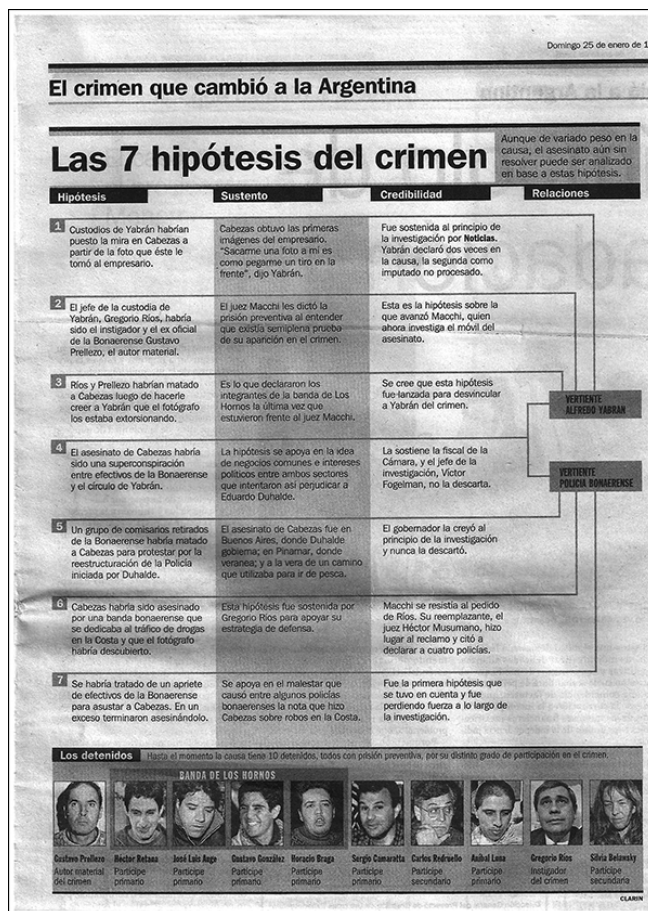 Domingo 25 de enero de 1
El crimen que cambió a la Argentina
Las 7 hipótesis del crimen
Aunque de variado peso en la
causa, el asesinato aún sin
resolver puede ser analizado
en base a estas hipótesis.
Hipótesis
Sustento
Credibilidad
Relaciones
1 Custodios de Yabrán habrían
puesto la mira en Cabezas a
partir de la foto que éste le
tomó al empresario.
Cabezas obtuvo las primeras
imágenes del empresario.
"Sacarme una foto a mí es
como pegarme un tiro en la
frente", dijo Yabrán.
Fue sostenida al principio de
la investigación por Noticias.
Yabrán declaró dos veces en
la causa, la segunda como
imputado no procesado.
2 El jefe de la custodia de
Yabrán, Gregorio Ríos, habría
sido el instigador y el ex oficial
de la Bonaerense Gustavo
Prellezo, el autor material.
El juez Macchi les dictó la
prisión preventiva al entender
que existía semiplena prueba
de su aparición en el crimen.
Esta es la hipótesis sobre la
que avanzó Macchi, quien
ahora investiga el móvil del
asesinato.
3 Ríos y Prellezo habrían matado
a Cabezas luego de hacerle
creer a Yabrán que el fotógrafo
los estaba extorsionando.
Es lo que declararon los
integrantes de la banda de Los
Hornos la última vez que
estuvieron frente al juez Macchi.
Se cree que esta hipótesis
fue lanzada para desvincular
a Yabrán del crimen.
4 El asesinato de Cabezas habría
sido una superconspiración
entre efectivos de la Bonaerense
y el círculo de Yabrán.
La hipótesis se apoya en la idea
de negocios comunes e intereses
políticos entre ambos sectores
que intentaron así perjudicar a
Eduardo Duhalde.
La sostiene la fiscal de la
Cámara, y el jefe de la
investigación, Víctor
Fogelman, no la descarta.
5 Un grupo de comisarios retirados
de la Bonaerense habría matado
a Cabezas para protestar por la
reestructuración de la Policía
iniciada por Duhalde.
El asesinato de Cabezas fue en
Buenos Aires, donde Duhalde
gobierna; en Pinamar, donde
veranea; y a la vera de un camino
que utilizaba para ir de pesca.
El gobernador la creyó al
principio de la investigación
y nunca la descartó.
6 Cabezas habría sido asesinado
por una banda bonaerense que
se dedicaba al tráfico de drogas
en la Costa y que el fotógrafo
habría descubierto.
Esta hipótesis fue sostenida por
Gregorio Ríos para apoyar su
estrategia de defensa.
Macchi se resistía al pedido
de Ríos. Su reemplazante, el
juez Héctor Musumano, hizo
lugar al reclamo y citó a
declarar a cuatro policías.
7 Se habría tratado de un apriete
de efectivos de la Bonaerense
para asustar a Cabezas. En un
exceso terminaron asesinándolo.
Se apoya en el malestar que
causó entre algunos policías
bonaerenses la nota que hizo
Cabezas sobre robos en la Costa.
Fue la primera hipótesis que
se tuvo en cuenta y fue
perdiendo fuerza a lo largo de
la investigación.
VERTIENTE
ALFREDO YABRAN
VERTIENTE
POLICIA BONAERENSE
Los detenidos
Hasta el momento la causa tiene 10 detenidos, todos con prisión preventiva, por su distinto grado de participación en el crimen.
BANDA DE LOS HORNOS
Gustavo Prellezo
Autor material
del crimen
Héctor Retana
Partícipe
primario
José Luis Auge
Partícipe
primario
Gustavo González
Partícipe
primario
Horacio Braga
Partícipe
primario
Sergio Camaratta
Partícipe
primario
Carlos Redruello
Partícipe
secundario
Aníbal Luna
Partícipe
primario
Gregorio Ríos
Instigador
del crimen
Silvia Belawsky
Partícipe
secundaria
CLARIN